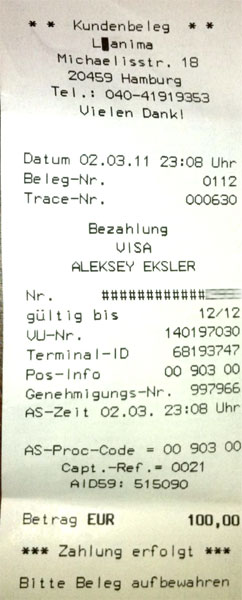 * * Kundenbeleg * *
Michaelisstr. 18
20459 Hamburg
Tel.: 040-41919353
Vielen Dank!
Datum 02.03.11 23:08 Uhr
Beleg-Nr. 0112
Trace-Nr. 000630
Bezahlung
VISA
ALEKSEY EKSLER
Nr. #############
gültig bis 12/12
VU-Nr. 140197030
Terminal-ID 68193747
Pos-Info 00 903 00
Genehmigungs-Nr. 997966
AS-Zeit 02.03. 23:08 Uhr
AS-Proc-Code = 00 903 00
Capt.-Ref.= 0021
AID59: 515090
Betrag EUR 100,00
*** Zahlung erfolgt ***
Bitte Beleg aufbewahren